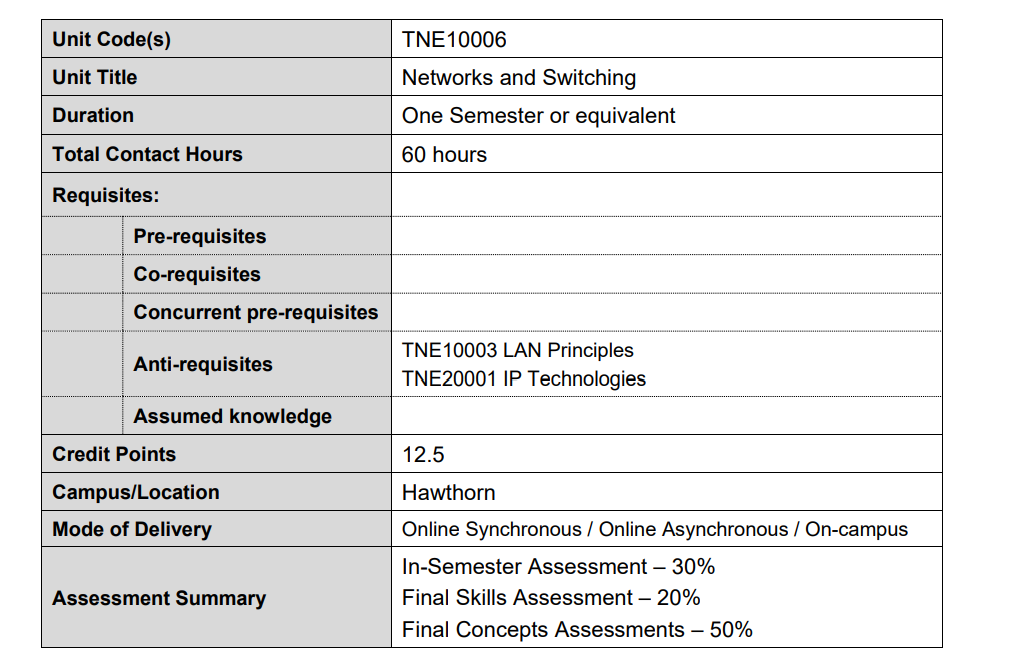 Unit Code(s) TNE10006
Unit Title Networks and Switching
Duration One Semester or equivalent
Total Contact Hours 60 hours
Requisites:
Pre-requisites
Co-requisites
Concurrent pre-requisites
Anti-requisites TNE10003 LAN Principles
TNE20001 IP Technologies
Assumed knowledge
Credit Points 12.5
Campus/Location Hawthorn
Mode of Delivery Online Synchronous / Online Asynchronous / On-campus
Assessment Summary In-Semester Assessment – 30%
Final Skills Assessment – 20%
Final Concepts Assessments – 50%